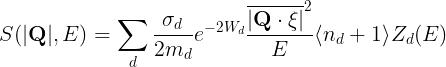 $S(|\mathbf{Q}|, E) = \sum_{d} \frac{\sigma_d}{2m_d} e^{-2W_d} \frac{\overline{|\mathbf{Q} \cdot \xi|}^2}{E} \langle n_d + 1 \rangle Z_d(E)$